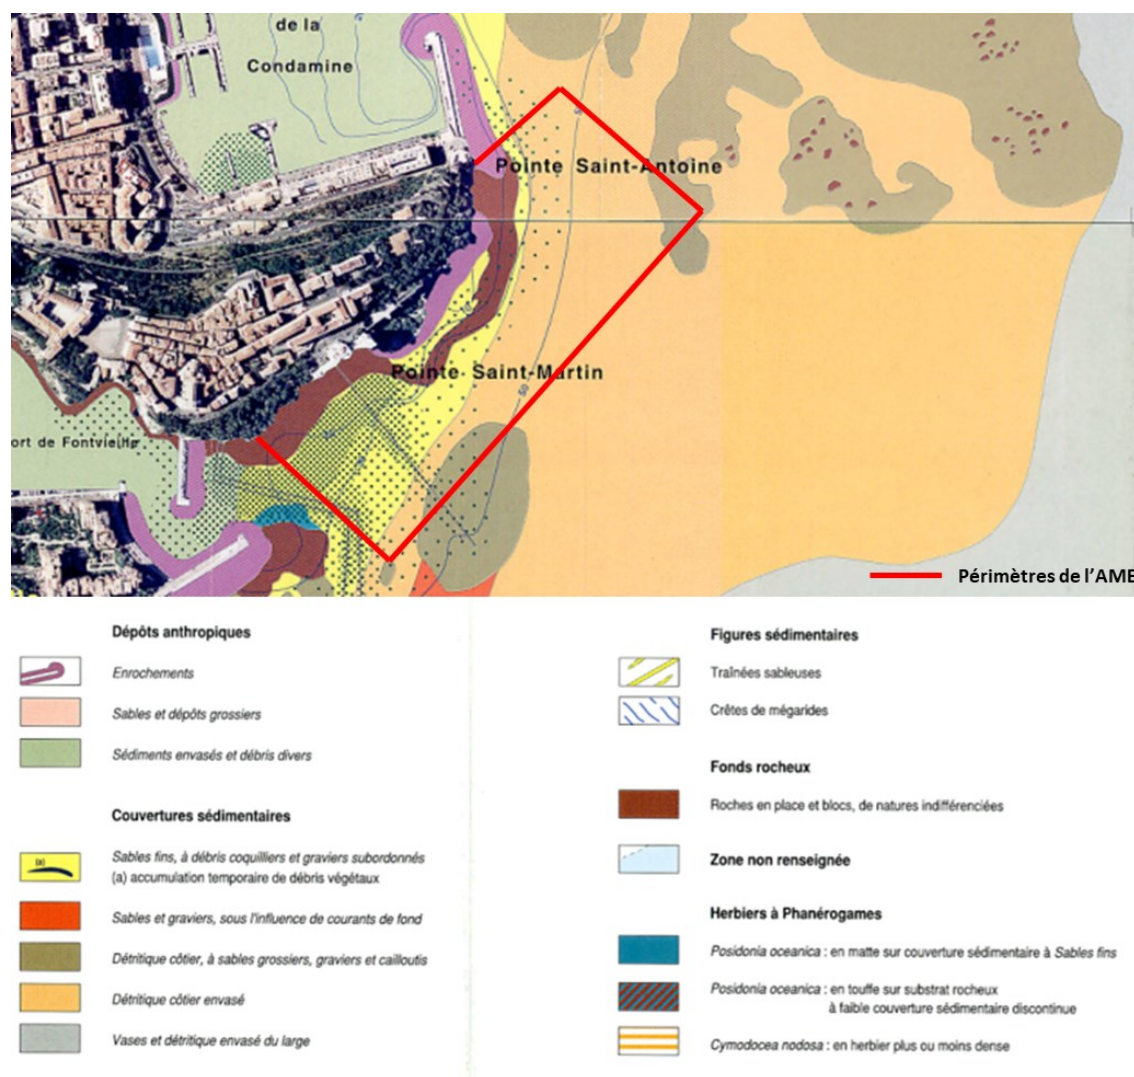 de la
Condamine
50
Pointe Saint-Antoine
Pointe Saint-Martin
50
ort de Fontvieille
Périmètres de l'AME
Dépôts anthropiques
Enrochements
Sables et dépôts grossiers
Sédiments envasés et débris divers
Couvertures sédimentaires
(a)
Sables fins, à débris coquilliers et graviers subordonnés
(a) accumulation temporaire de débris végétaux
Sables et graviers, sous l'influence de courants de fond
Détritique côtier, à sables grossiers, graviers et cailloutis
Détritique côtier envasé
Vases et détritique envasé du large
Figures sédimentaires
Traînées sableuses
Crêtes de mégarides
Fonds rocheux
Roches en place et blocs, de natures indifférenciées
Zone non renseignée
Herbiers à Phanérogames
Posidonia oceanica : en matte sur couverture sédimentaire à Sables fins
Posidonia oceanica : en touffe sur substrat rocheux
à faible couverture sédimentaire discontinue
Cymodocea nodosa : en herbier plus ou moins dense